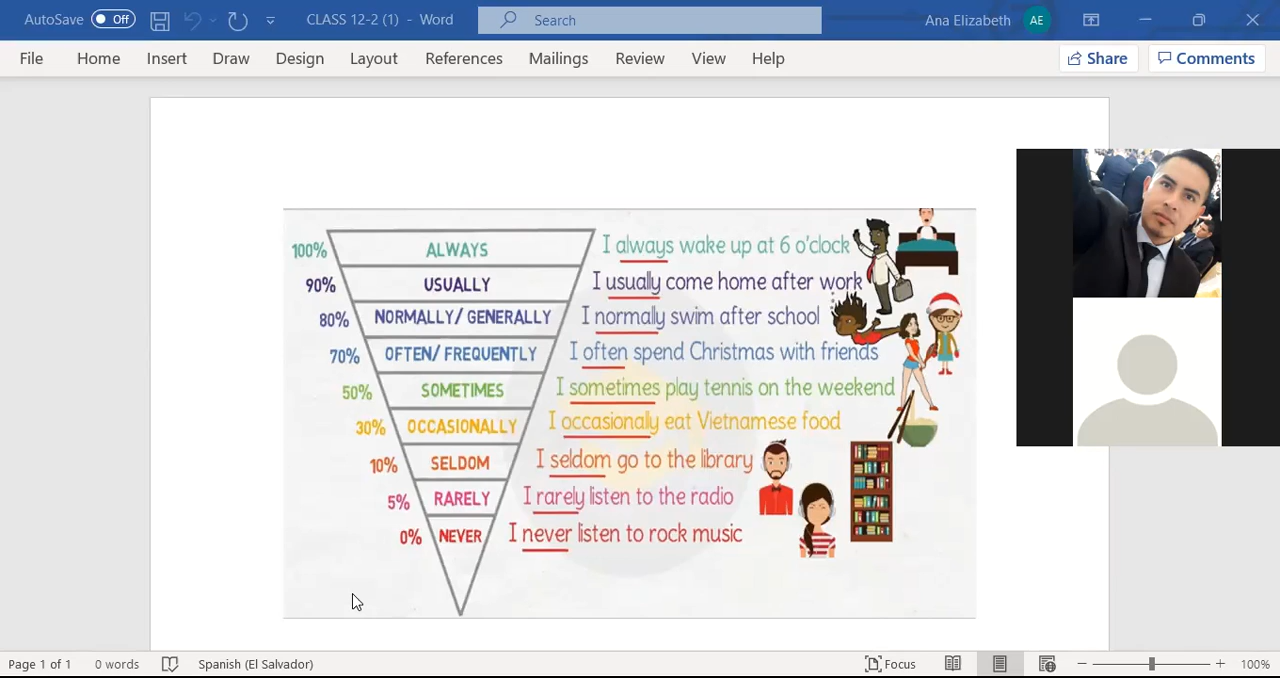 AutoSave Off CLASS 12-2 (1) - Word Search Ana Elizabeth AE
File Home Insert Draw Design Layout References Mailings Review View Help Share Comments
100% ALWAYS I always wake up at 6 o'clock
90% USUALLY I usually come home after work
80% NORMALLY/ GENERALLY I normally swim after school
70% OFTEN/ FREQUENTLY I often spend Christmas with friends
50% SOMETIMES I sometimes play tennis on the weekend
30% OCCASIONALLY I occasionally eat Vietnamese food
10% SELDOM I seldom go to the library
5% RARELY I rarely listen to the radio
0% NEVER I never listen to rock music
Page 1 of 1 0 words Spanish (El Salvador) Focus 100%